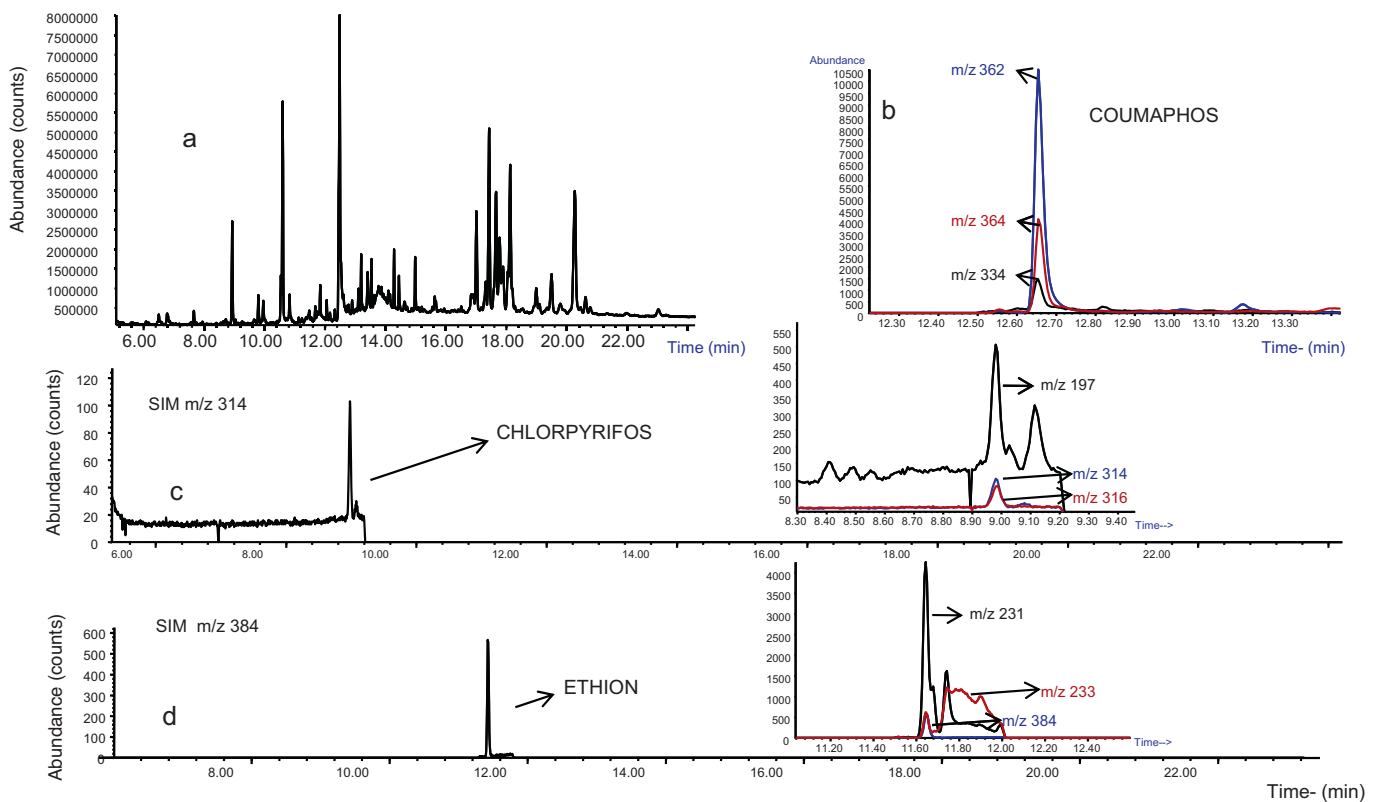 8000000
7500000
7000000
6500000
6000000
5500000
5000000
4500000
4000000
3500000
3000000
2500000
2000000
1500000
1000000
500000
Abundance (counts)
a
6.00 8.00 10.00 12.00 14.00 16.00 18.00 20.00 22.00
Time (min)
Abundance
10500
10000
9500
9000
8500
8000
7500
7000
6500
6000
5500
5000
4500
4000
3500
3000
2500
2000
1500
1000
500
0
b
m/z 362
COUMAPHOS
m/z 364
m/z 334
12.30 12.40 12.50 12.60 12.70 12.80 12.90 13.00 13.10 13.20 13.30
Time- (min)
Abundance (counts)
120
100
80
60
40
20
0
SIM m/z 314
CHLORPYRIFOS
c
6.00 8.00 10.00 12.00 14.00 16.00 18.00 20.00 22.00
550
500
450
400
350
300
250
200
150
100
50
m/z 197
m/z 314
m/z 316
8.30 8.40 8.50 8.60 8.70 8.80 8.90 9.00 9.10 9.20 9.30 9.40
Time-->
Abundance (counts)
600
500
400
300
200
100
0
SIM m/z 384
ETHION
d
8.00 10.00 12.00 14.00 16.00 18.00 20.00 22.00
Time- (min)
4000
3500
3000
2500
2000
1500
1000
500
0
m/z 231
m/z 233
m/z 384
11.20 11.40 11.60 11.80 12.00 12.20 12.40
Time-->